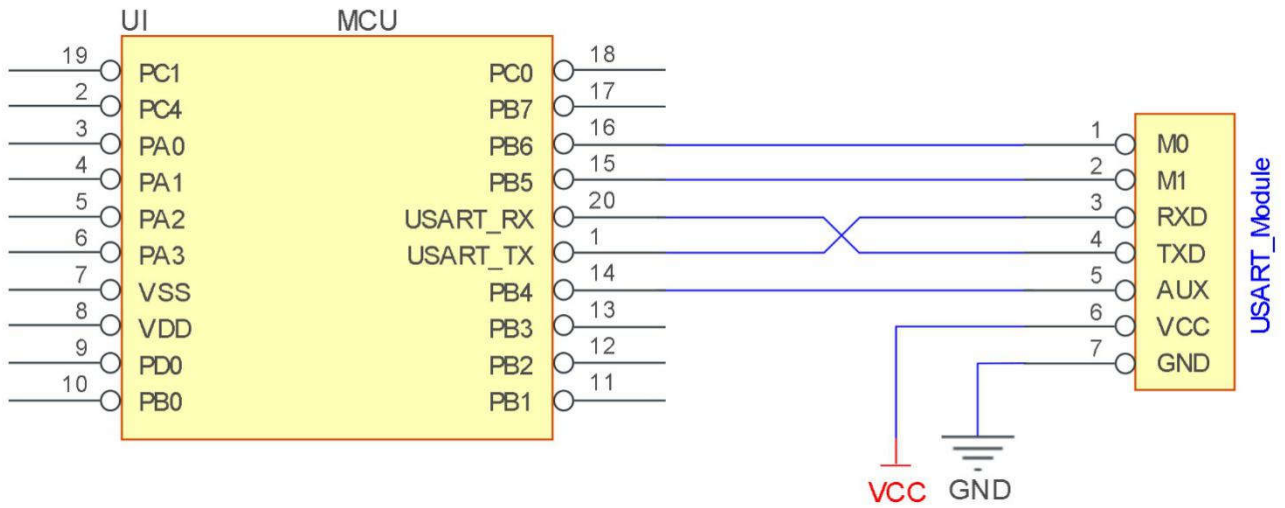 UI MCU
19 PC1 PC0 18
2 PC4 PB7 17
3 PA0 PB6 16 1 M0
4 PA1 PB5 15 2 M1
5 PA2 USART_RX 20 3 RXD
6 PA3 USART_TX 1 4 TXD
7 VSS PB4 14 5 AUX
8 VDD PB3 13 6 VCC
9 PD0 PB2 12 7 GND
10 PB0 PB1 11
USART_Module
VCC GND